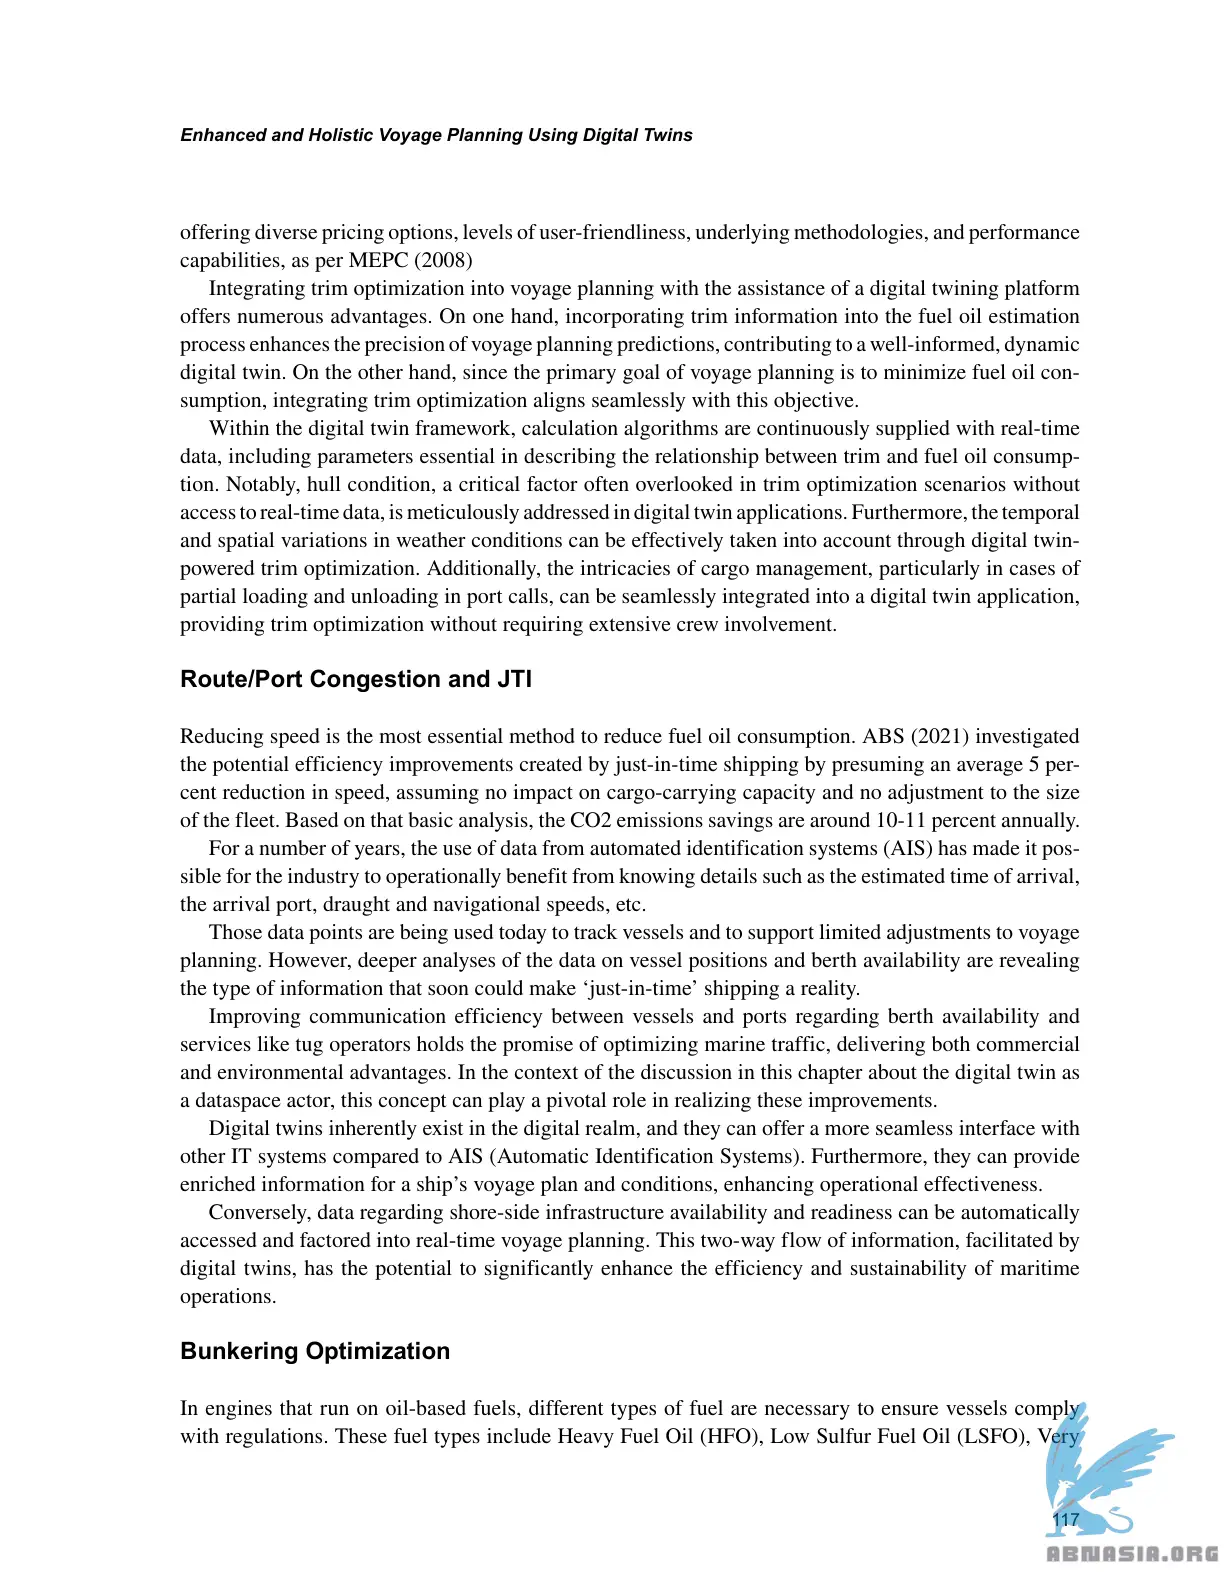 Enhanced and Holistic Voyage Planning Using Digital Twins
offering diverse pricing options, levels of user-friendliness, underlying methodologies, and performance
capabilities, as per MEPC (2008)
Integrating trim optimization into voyage planning with the assistance of a digital twining platform
offers numerous advantages. On one hand, incorporating trim information into the fuel oil estimation
process enhances the precision of voyage planning predictions, contributing to a well-informed, dynamic
digital twin. On the other hand, since the primary goal of voyage planning is to minimize fuel oil con-
sumption, integrating trim optimization aligns seamlessly with this objective.
Within the digital twin framework, calculation algorithms are continuously supplied with real-time
data, including parameters essential in describing the relationship between trim and fuel oil consump-
tion. Notably, hull condition, a critical factor often overlooked in trim optimization scenarios without
access to real-time data, is meticulously addressed in digital twin applications. Furthermore, the temporal
and spatial variations in weather conditions can be effectively taken into account through digital twin-
powered trim optimization. Additionally, the intricacies of cargo management, particularly in cases of
partial loading and unloading in port calls, can be seamlessly integrated into a digital twin application,
providing trim optimization without requiring extensive crew involvement.
Route/Port Congestion and JTI
Reducing speed is the most essential method to reduce fuel oil consumption. ABS (2021) investigated
the potential efficiency improvements created by just-in-time shipping by presuming an average 5 per-
cent reduction in speed, assuming no impact on cargo-carrying capacity and no adjustment to the size
of the fleet. Based on that basic analysis, the CO2 emissions savings are around 10-11 percent annually.
For a number of years, the use of data from automated identification systems (AIS) has made it pos-
sible for the industry to operationally benefit from knowing details such as the estimated time of arrival,
the arrival port, draught and navigational speeds, etc.
Those data points are being used today to track vessels and to support limited adjustments to voyage
planning. However, deeper analyses of the data on vessel positions and berth availability are revealing
the type of information that soon could make ‘just-in-time’ shipping a reality.
Improving communication efficiency between vessels and ports regarding berth availability and
services like tug operators holds the promise of optimizing marine traffic, delivering both commercial
and environmental advantages. In the context of the discussion in this chapter about the digital twin as
a dataspace actor, this concept can play a pivotal role in realizing these improvements.
Digital twins inherently exist in the digital realm, and they can offer a more seamless interface with
other IT systems compared to AIS (Automatic Identification Systems). Furthermore, they can provide
enriched information for a ship’s voyage plan and conditions, enhancing operational effectiveness.
Conversely, data regarding shore-side infrastructure availability and readiness can be automatically
accessed and factored into real-time voyage planning. This two-way flow of information, facilitated by
digital twins, has the potential to significantly enhance the efficiency and sustainability of maritime
operations.
Bunkering Optimization
In engines that run on oil-based fuels, different types of fuel are necessary to ensure vessels comply
with regulations. These fuel types include Heavy Fuel Oil (HFO), Low Sulfur Fuel Oil (LSFO), Very
117
ABNASIA.ORG